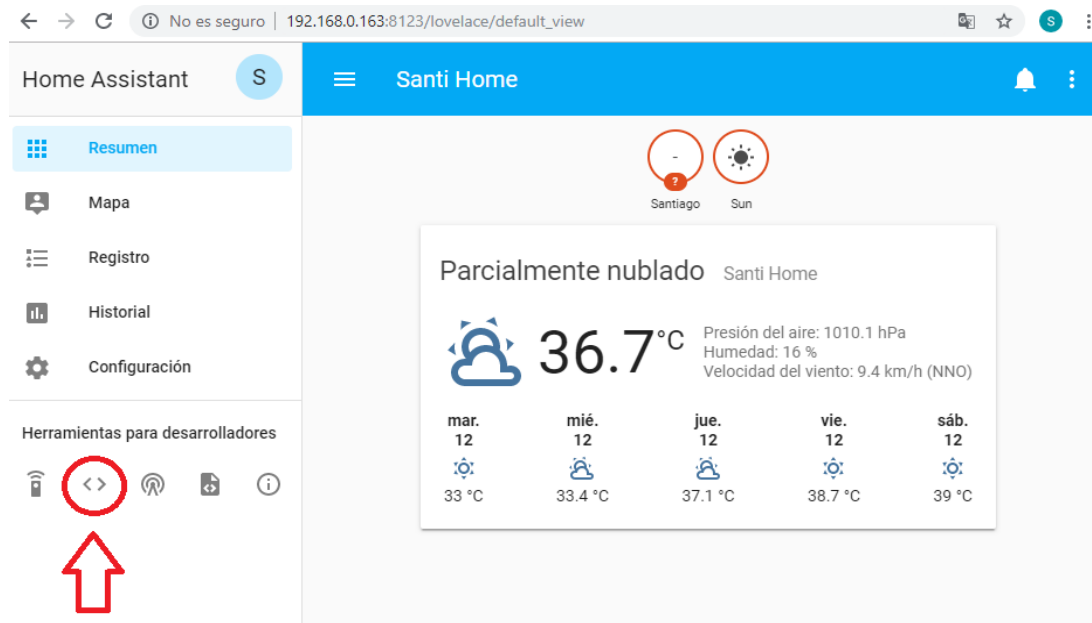 No es seguro | 192.168.0.163:8123/lovelace/default_view
S
Home Assistant
S
Santi Home
Resumen
Mapa
Registro
Historial
Configuración
Herramientas para desarrolladores
-
?
Santiago
Sun
Parcialmente nublado Santi Home
36.7 °C
Presión del aire: 1010.1 hPa
Humedad: 16 %
Velocidad del viento: 9.4 km/h (NNO)
mar. mié. jue. vie. sáb.
12 12 12 12 12
33 °C 33.4 °C 37.1 °C 38.7 °C 39 °C